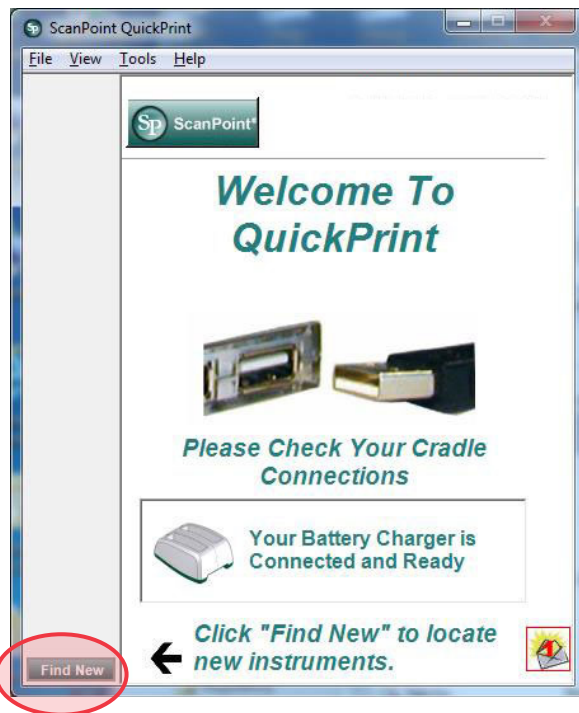 ScanPoint QuickPrint
File View Tools Help
Sp ScanPoint®
Welcome To
QuickPrint
Please Check Your Cradle
Connections
Your Battery Charger is
Connected and Ready
Click "Find New" to locate
new instruments.
Find New